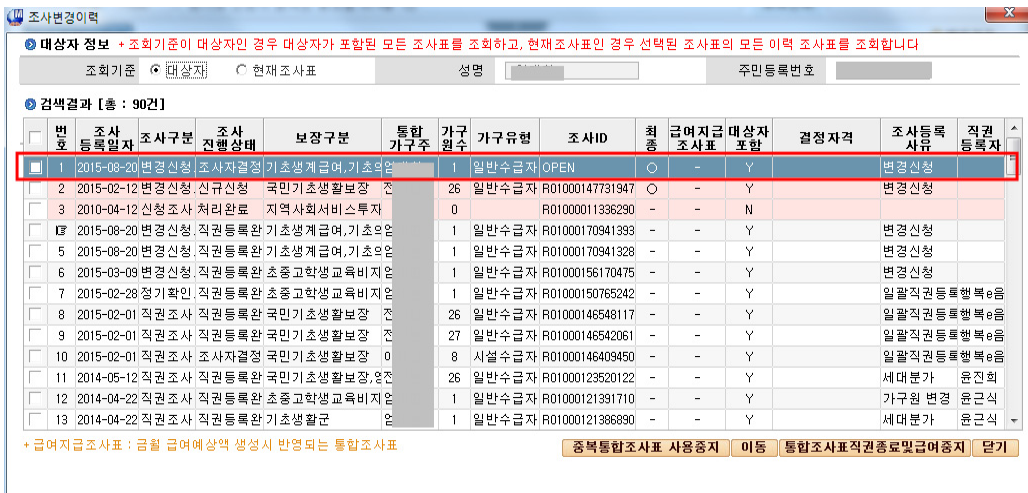 조사변경이력
대상자 정보 + 조회기준이 대상자인 경우 대상자가 포함된 모든 조사표를 조회하고, 현재조사표인 경우 선택된 조사표의 모든 이력 조사표를 조회합니다
조회기준 대상자 현재조사표 성명 주민등록번호
검색결과 [총 : 90건]
번호 조사등록일자 조사구분 조사진행상태 보장구분 통합가구주 가구원수 가구유형 조사ID 최종 급여지급조사표 대상자포함 결정자격 조사등록사유 직권등록자
1 2015-08-20 변경신청 조사자결정 기초생계급여,기초의 1 일반수급자 OPEN ○ - Y 변경신청
2 2015-02-12 변경신청 신규신청 국민기초생활보장 전 26 일반수급자 R01000147731947 ○ - Y 변경신청
3 2010-04-12 신청조사 처리완료 지역사회서비스투자 0 R01000011336290 - - N
☞ 2015-08-20 변경신청 직권등록완 기초생계급여,기초의 엄 1 일반수급자 R01000170941393 - - Y 변경신청
5 2015-08-20 변경신청 직권등록완 기초생계급여,기초의 엄 1 일반수급자 R01000170941328 - - Y 변경신청
6 2015-03-09 변경신청 직권등록완 초중고학생교육비지 엄 1 일반수급자 R01000156170475 - - Y 변경신청
7 2015-02-28 정기확인 직권등록완 초중고학생교육비지 엄 1 일반수급자 R01000150765242 - - Y 일괄직권등록 행복e음
8 2015-02-01 직권조사 직권등록완 국민기초생활보장 전 26 일반수급자 R01000146548117 - - Y 일괄직권등록 행복e음
9 2015-02-01 직권조사 직권등록완 국민기초생활보장 전 27 일반수급자 R01000146542061 - - Y 일괄직권등록 행복e음
10 2015-02-01 직권조사 조사자결정 국민기초생활보장 8 시설수급자 R01000146409450 - - Y 일괄직권등록 행복e음
11 2014-05-12 직권조사 직권등록완 국민기초생활보장, 전 26 일반수급자 R01000123520122 - - Y 세대분가 윤진희
12 2014-04-22 직권조사 직권등록완 초중고학생교육비지 엄 1 일반수급자 R01000121391710 - - Y 가구원 변경 윤근식
13 2014-04-22 직권조사 직권등록완 기초생활군 엄 1 일반수급자 R01000121386890 - - Y 세대분가 윤근식
+ 급여지급조사표 : 금월 급여예상액 생성시 반영되는 통합조사표
중복통합조사표 사용중지 이동 통합조사표직권종료및급여중지 닫기